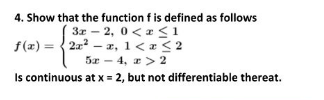 4. Show that the function f is defined as follows
3x − 2, 0 < x ≤ 1
f(x) = { 2x² − x, 1 < x ≤ 2
5x − 4, x > 2
Is continuous at x = 2, but not differentiable thereat.